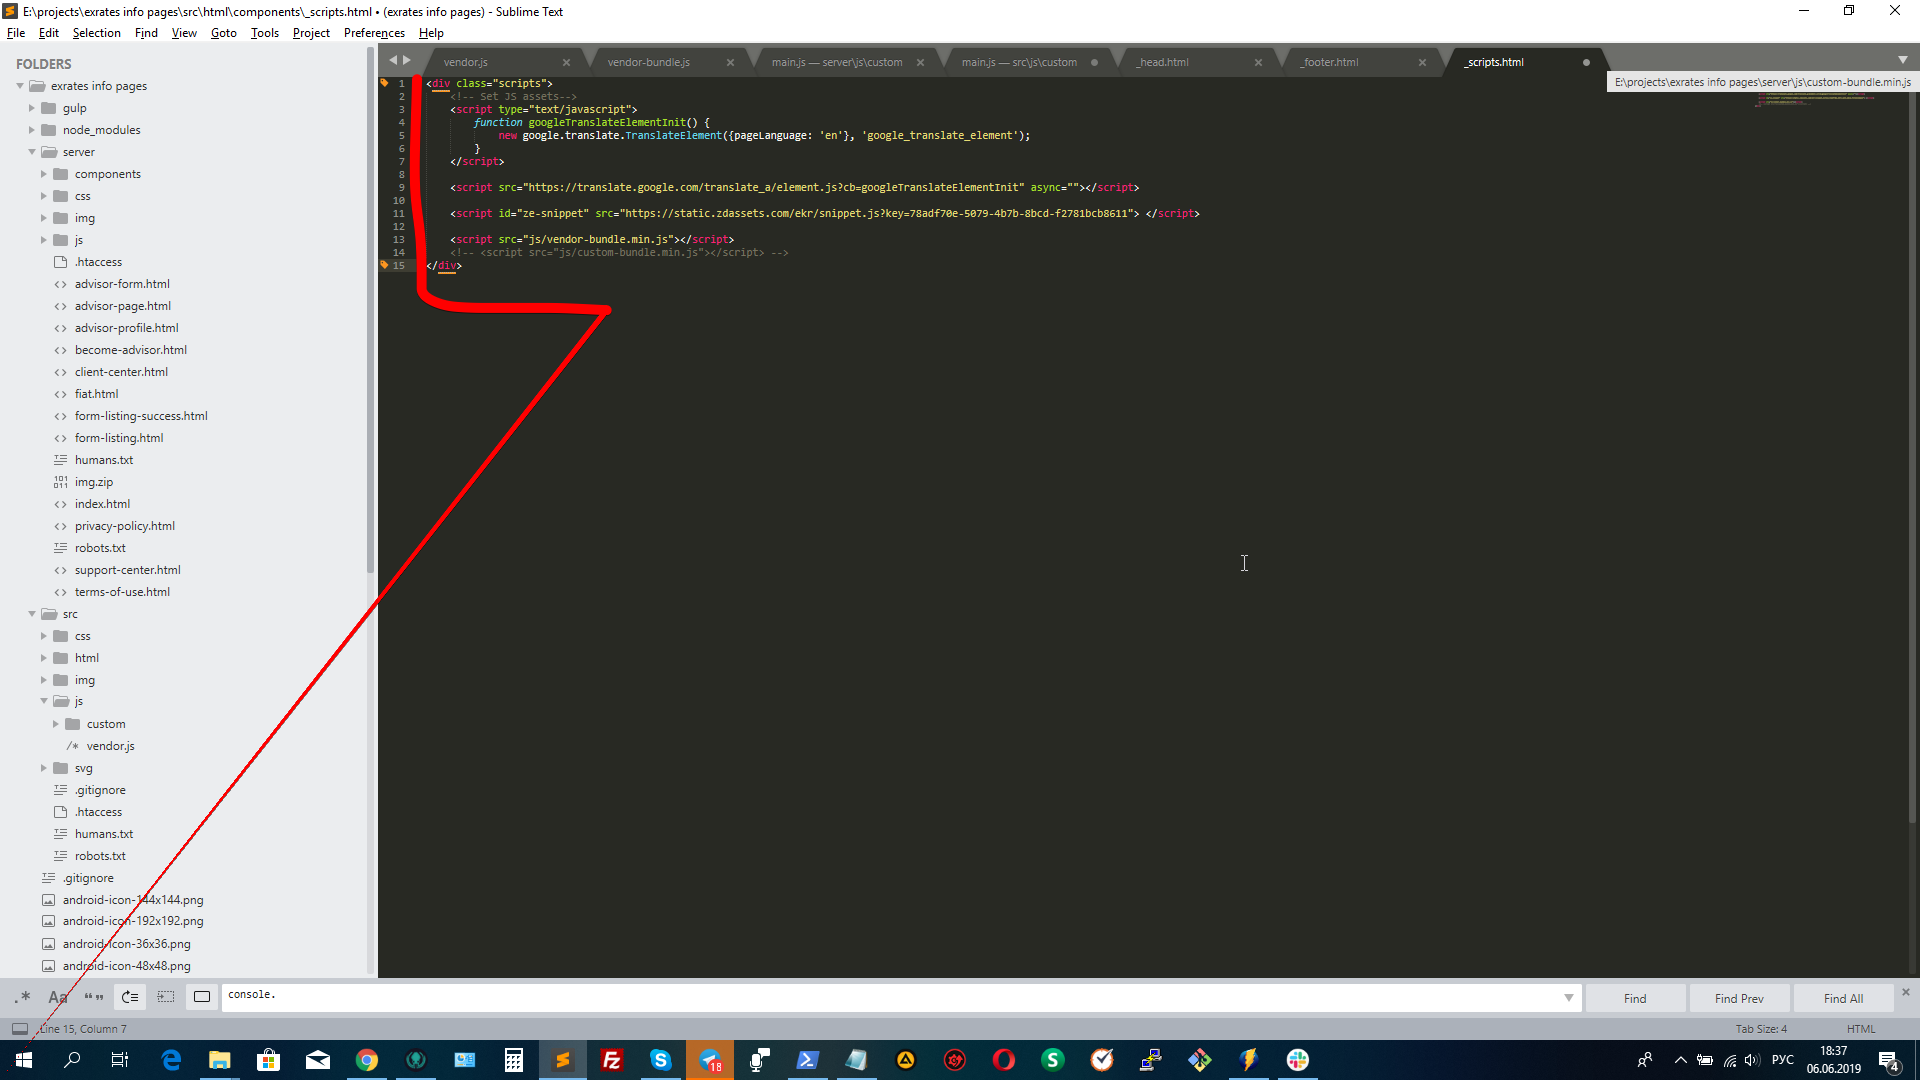 E:\projects\exrates info pages\src\html\components\_scripts.html • (exrates info pages) - Sublime Text
File Edit Selection Find View Goto Tools Project Preferences Help
FOLDERS
exrates info pages
gulp
node_modules
server
components
css
img
js
.htaccess
advisor-form.html
advisor-page.html
advisor-profile.html
become-advisor.html
client-center.html
fiat.html
form-listing-success.html
form-listing.html
humans.txt
img.zip
index.html
privacy-policy.html
robots.txt
support-center.html
terms-of-use.html
src
css
html
img
js
custom
vendor.js
svg
.gitignore
.htaccess
humans.txt
robots.txt
.gitignore
android-icon-144x144.png
android-icon-192x192.png
android-icon-36x36.png
android-icon-48x48.png
vendor.js vendor-bundle.js main.js — server\js\custom main.js — src\js\custom _head.html _footer.html _scripts.html
E:\projects\exrates info pages\server\js\custom-bundle.min.js
1 <div class="scripts">
2 <!-- Set JS assets-->
3 <script type="text/javascript">
4 function googleTranslateElementInit() {
5 new google.translate.TranslateElement({pageLanguage: 'en'}, 'google_translate_element');
6 }
7 </script>
8
9 <script src="https://translate.google.com/translate_a/element.js?cb=googleTranslateElementInit" async=""></script>
10
11 <script id="ze-snippet" src="https://static.zdassets.com/ekr/snippet.js?key=78adf70e-5079-4b7b-8bcd-f2781bcb8611"> </script>
12
13 <script src="js/vendor-bundle.min.js"></script>
14 <!-- <script src="js/custom-bundle.min.js"></script> -->
15 </div>
.* Aa “” console. Find Find Prev Find All
Line 15, Column 7 Tab Size: 4 HTML
18 РУС 18:37
06.06.2019 4